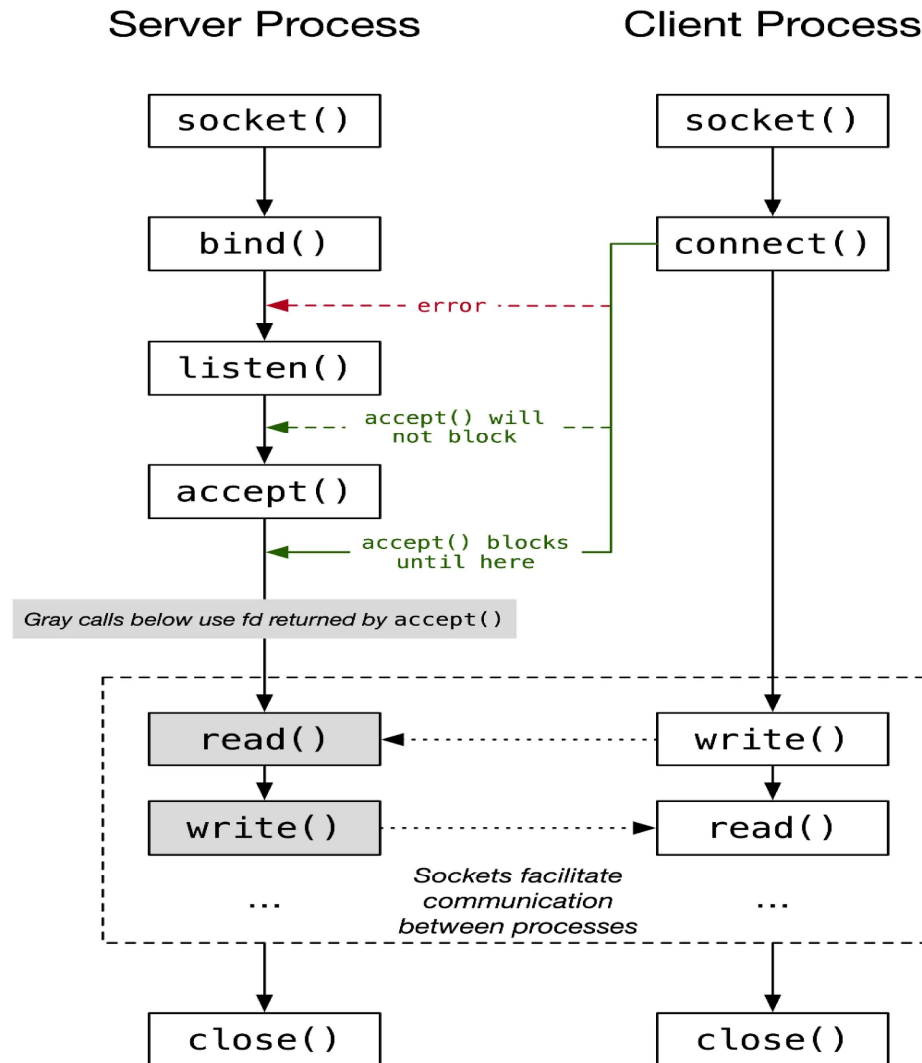 Server Process
Client Process
socket()
socket()
bind()
connect()
error
listen()
accept() will
not block
accept()
accept() blocks
until here
Gray calls below use fd returned by accept()
read()
write()
write()
read()
Sockets facilitate
communication
between processes
...
...
close()
close()